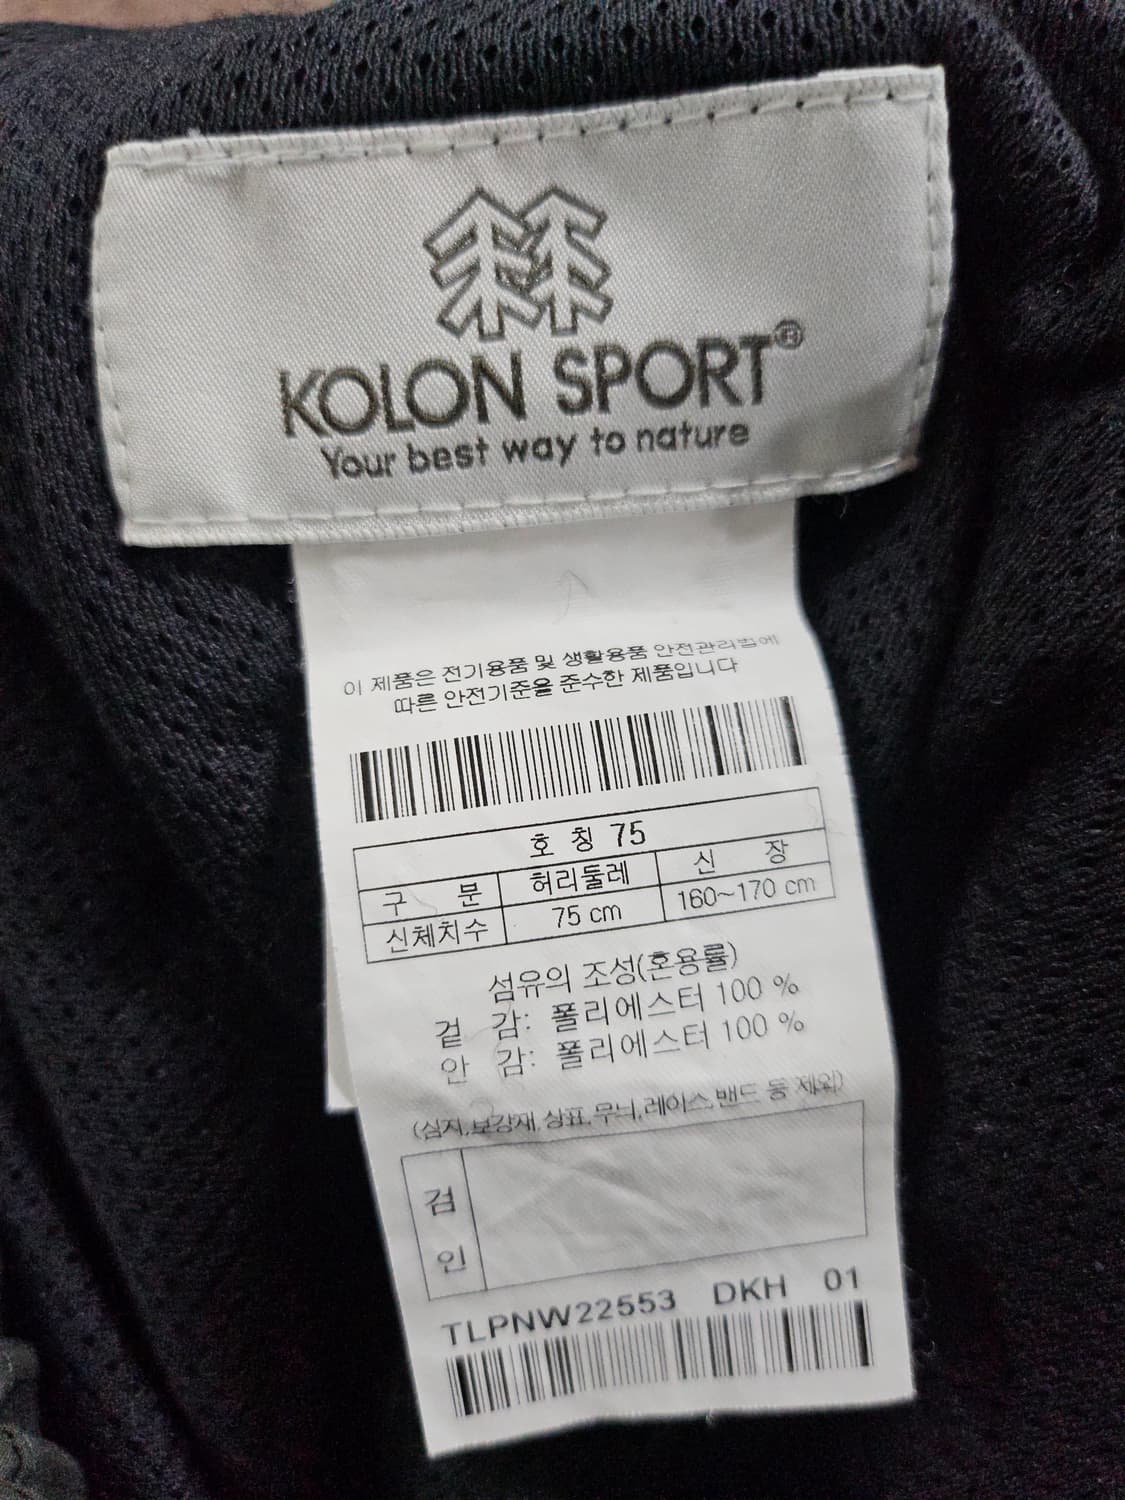 KOLON SPORT®
Your best way to nature
이 제품은 전기용품 및 생활용품 안전관리법에
따른 안전기준을 준수한 제품입니다
호 칭 75
구 분 허리둘레 신 장
신체치수 75 cm 160~170 cm
섬유의 조성(혼용률)
겉 감: 폴리에스터 100 %
안 감: 폴리에스터 100 %
(심지,보강재,상표,무늬,레이스,밴드 등 제외)
검
인
TLPNW22553 DKH 01